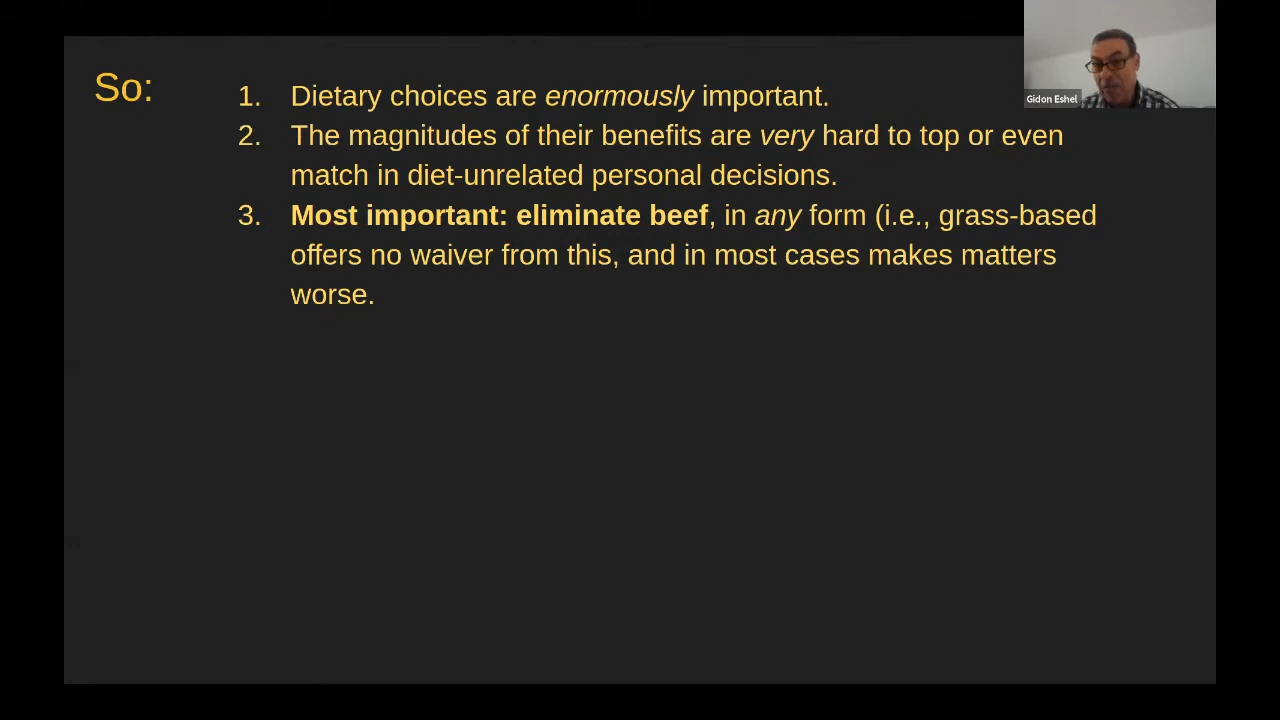 So:
1. Dietary choices are enormously important.
2. The magnitudes of their benefits are very hard to top or even
match in diet-unrelated personal decisions.
3. Most important: eliminate beef, in any form (i.e., grass-based
offers no waiver from this, and in most cases makes matters
worse.
Gidon Eshel